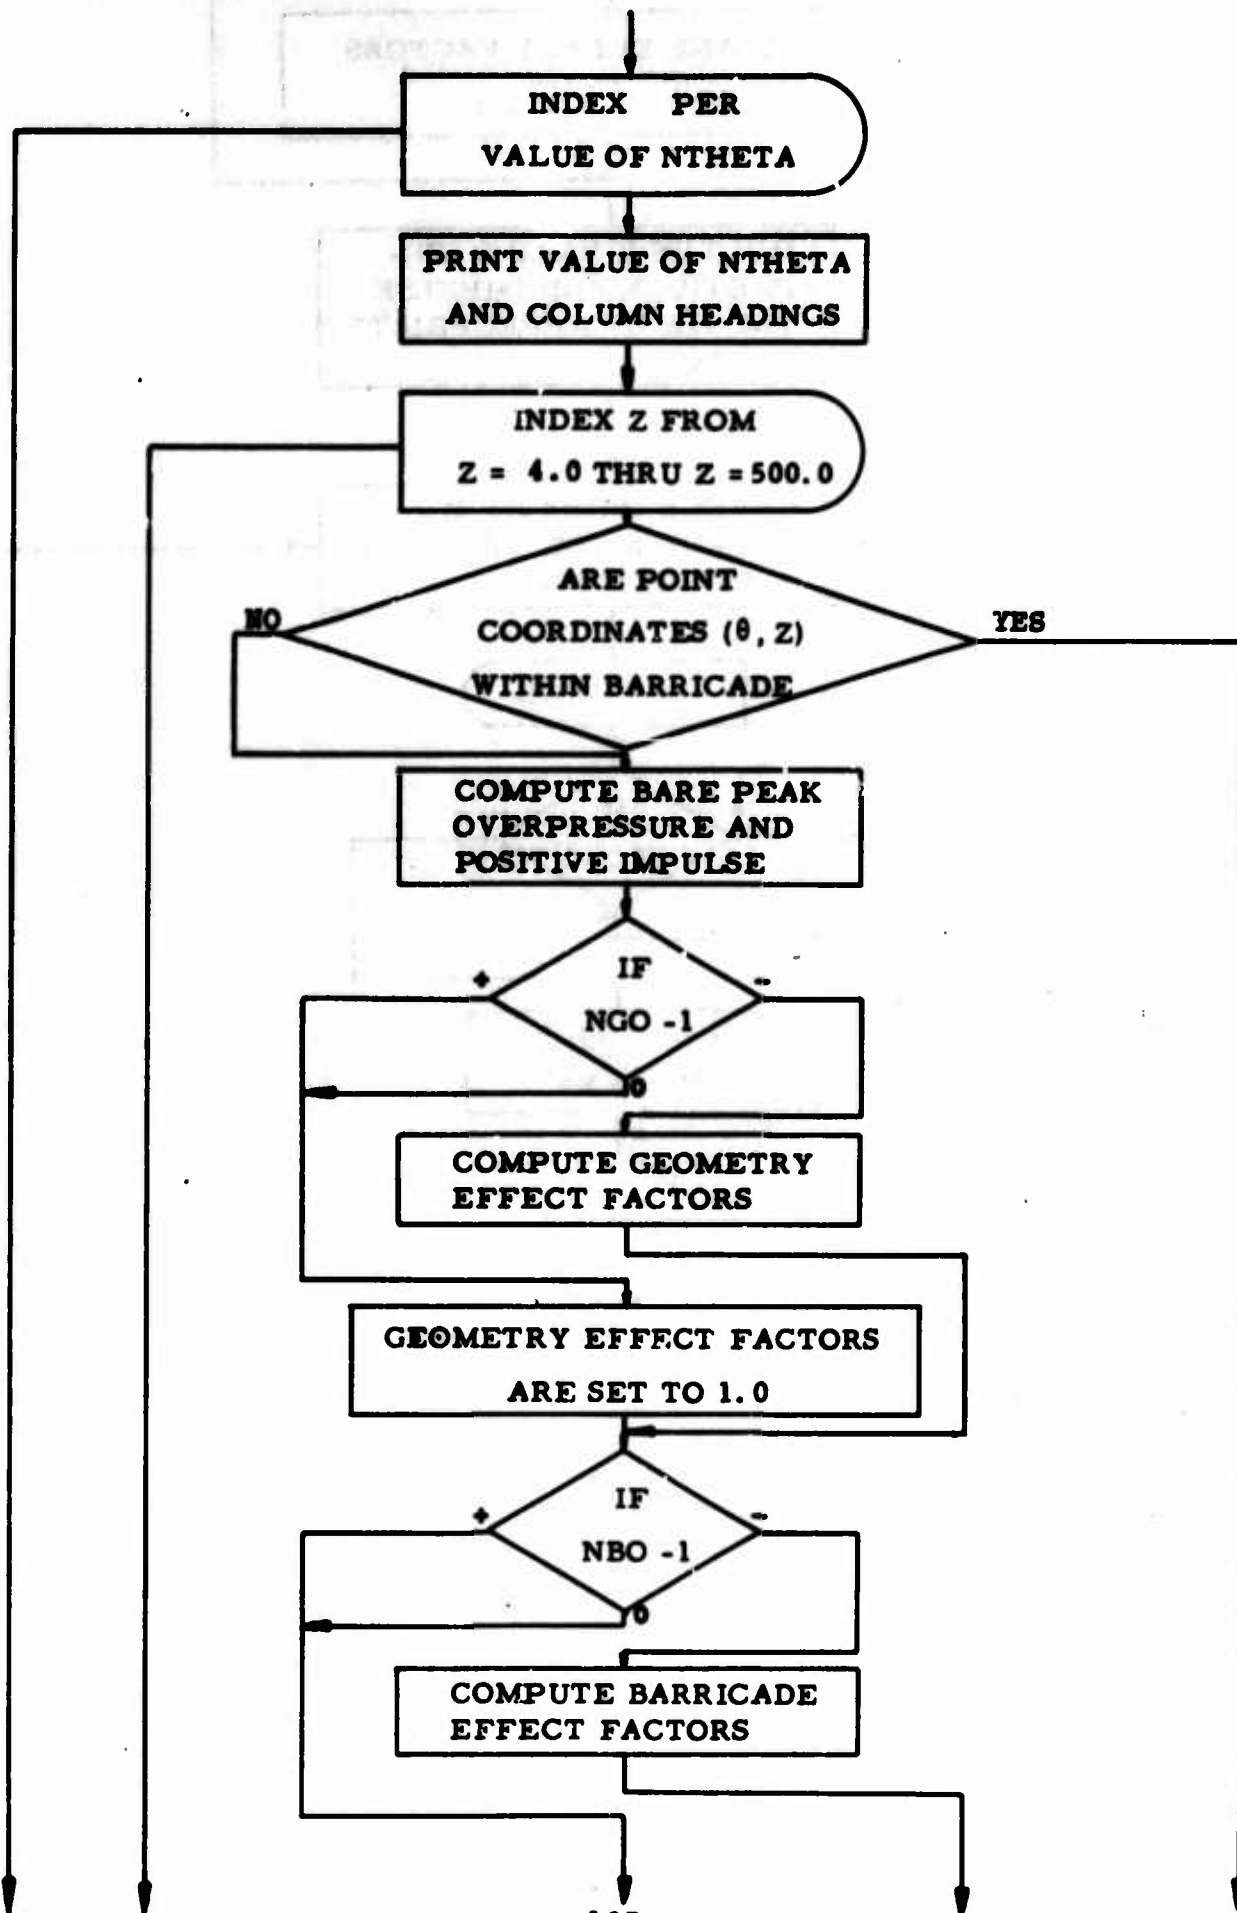 INDEX PER
VALUE OF NTHETA
PRINT VALUE OF NTHETA
AND COLUMN HEADINGS
INDEX Z FROM
Z = 4.0 THRU Z = 500.0
ARE POINT
COORDINATES (θ, Z)
WITHIN BARRICADE
NO
YES
COMPUTE BARE PEAK
OVERPRESSURE AND
POSITIVE IMPULSE
IF
NGO -1
+
-
0
COMPUTE GEOMETRY
EFFECT FACTORS
GEOMETRY EFFECT FACTORS
ARE SET TO 1.0
IF
NBO -1
+
-
0
COMPUTE BARRICADE
EFFECT FACTORS